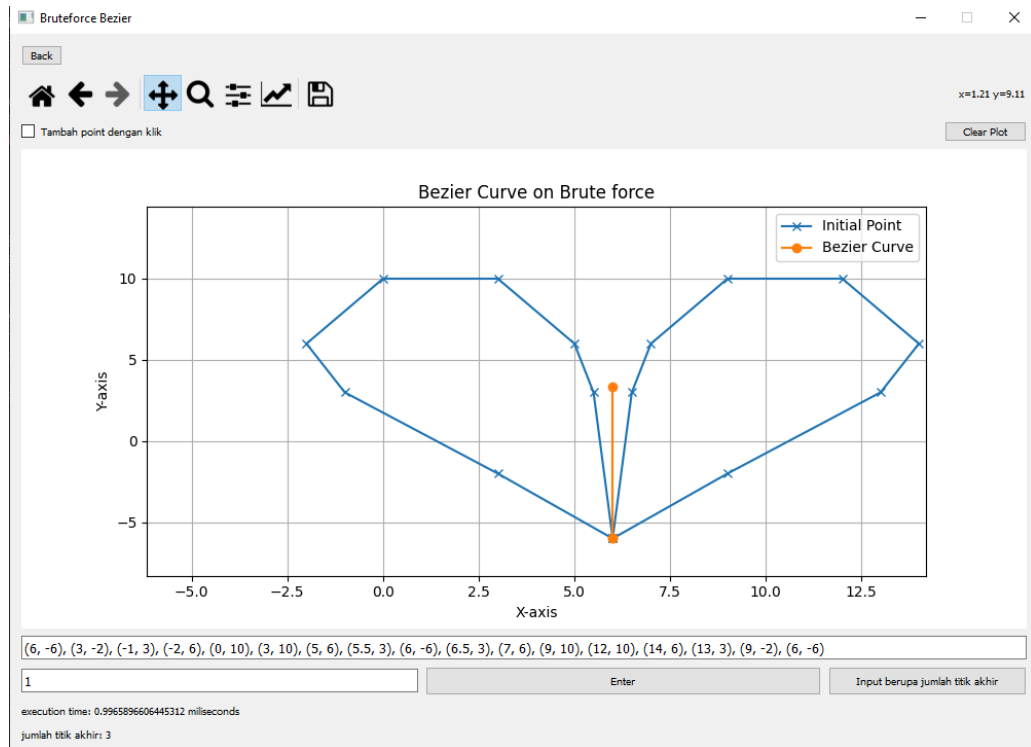 Bruteforce Bezier
Back
x=1.21 y=9.11
Tambah point dengan klik
Clear Plot
Bezier Curve on Brute force
Initial Point
Bezier Curve
10
5
0
−5
Y-axis
−5.0 −2.5 0.0 2.5 5.0 7.5 10.0 12.5
X-axis
(6, -6), (3, -2), (-1, 3), (-2, 6), (0, 10), (3, 10), (5, 6), (5.5, 3), (6, -6), (6.5, 3), (7, 6), (9, 10), (12, 10), (14, 6), (13, 3), (9, -2), (6, -6)
1
Enter
Input berupa jumlah titik akhir
execution time: 0.9965896606445312 miliseconds
jumlah titik akhir: 3